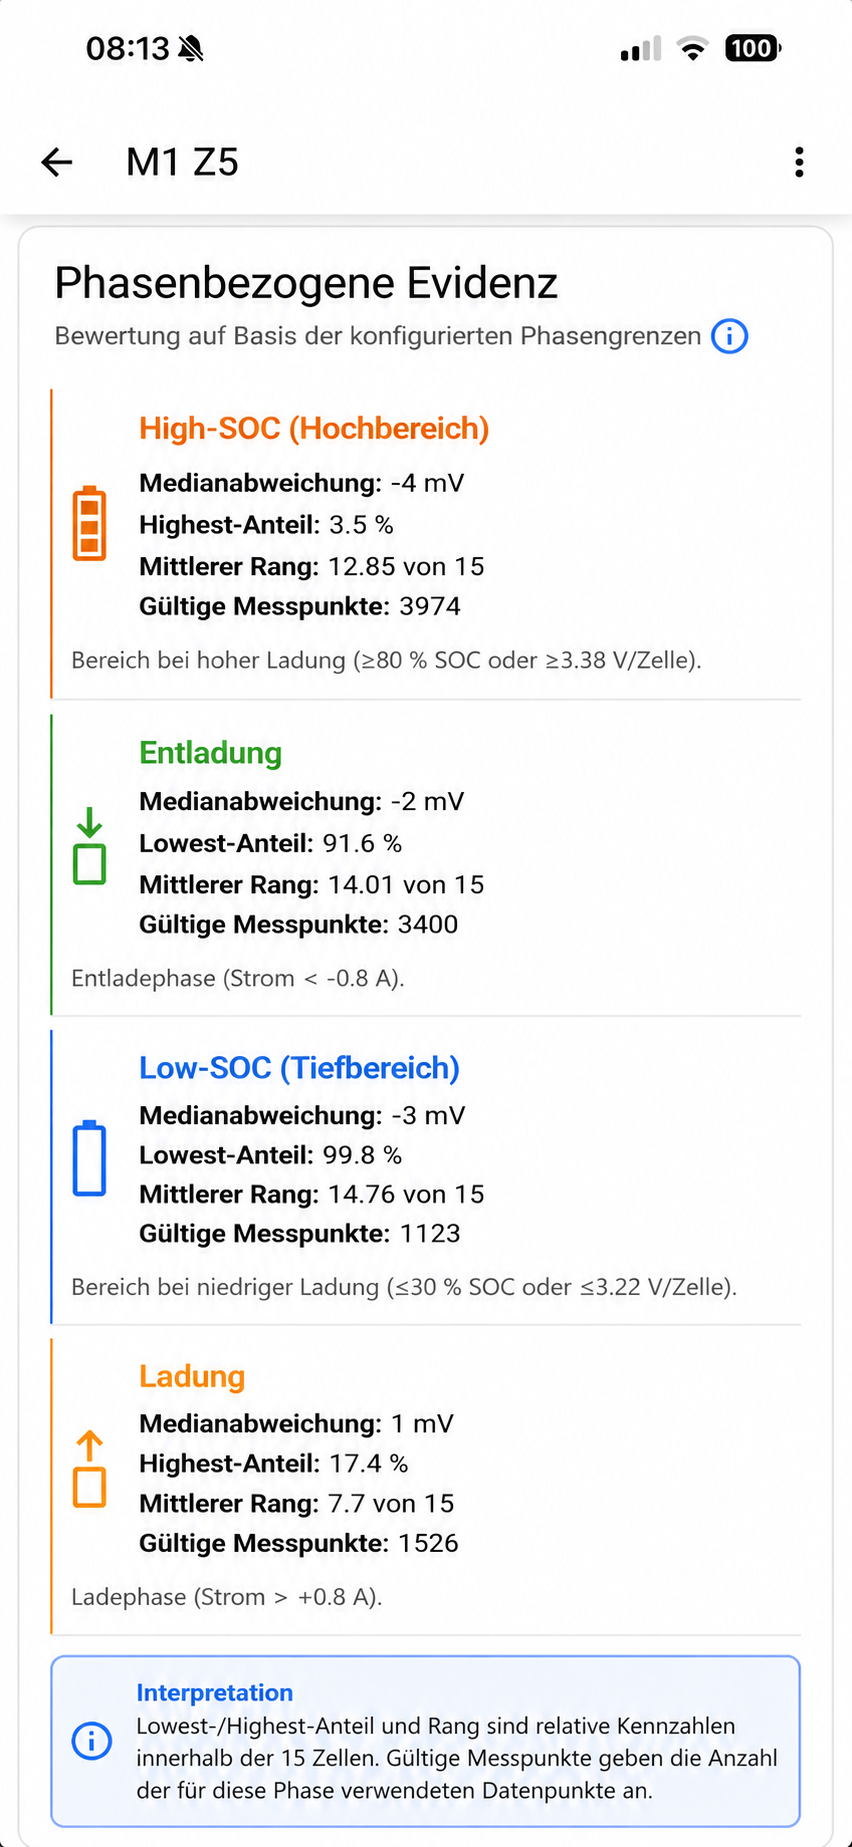 08:13
100
M1 Z5
Phasenbezogene Evidenz
Bewertung auf Basis der konfigurierten Phasengrenzen
High-SOC (Hochbereich)
Medianabweichung: -4 mV
Highest-Anteil: 3.5 %
Mittlerer Rang: 12.85 von 15
Gültige Messpunkte: 3974
Bereich bei hoher Ladung (≥80 % SOC oder ≥3.38 V/Zelle).
Entladung
Medianabweichung: -2 mV
Lowest-Anteil: 91.6 %
Mittlerer Rang: 14.01 von 15
Gültige Messpunkte: 3400
Entladephase (Strom < -0.8 A).
Low-SOC (Tiefbereich)
Medianabweichung: -3 mV
Lowest-Anteil: 99.8 %
Mittlerer Rang: 14.76 von 15
Gültige Messpunkte: 1123
Bereich bei niedriger Ladung (≤30 % SOC oder ≤3.22 V/Zelle).
Ladung
Medianabweichung: 1 mV
Highest-Anteil: 17.4 %
Mittlerer Rang: 7.7 von 15
Gültige Messpunkte: 1526
Ladephase (Strom > +0.8 A).
Interpretation
Lowest-/Highest-Anteil und Rang sind relative Kennzahlen
innerhalb der 15 Zellen. Gültige Messpunkte geben die Anzahl
der für diese Phase verwendeten Datenpunkte an.